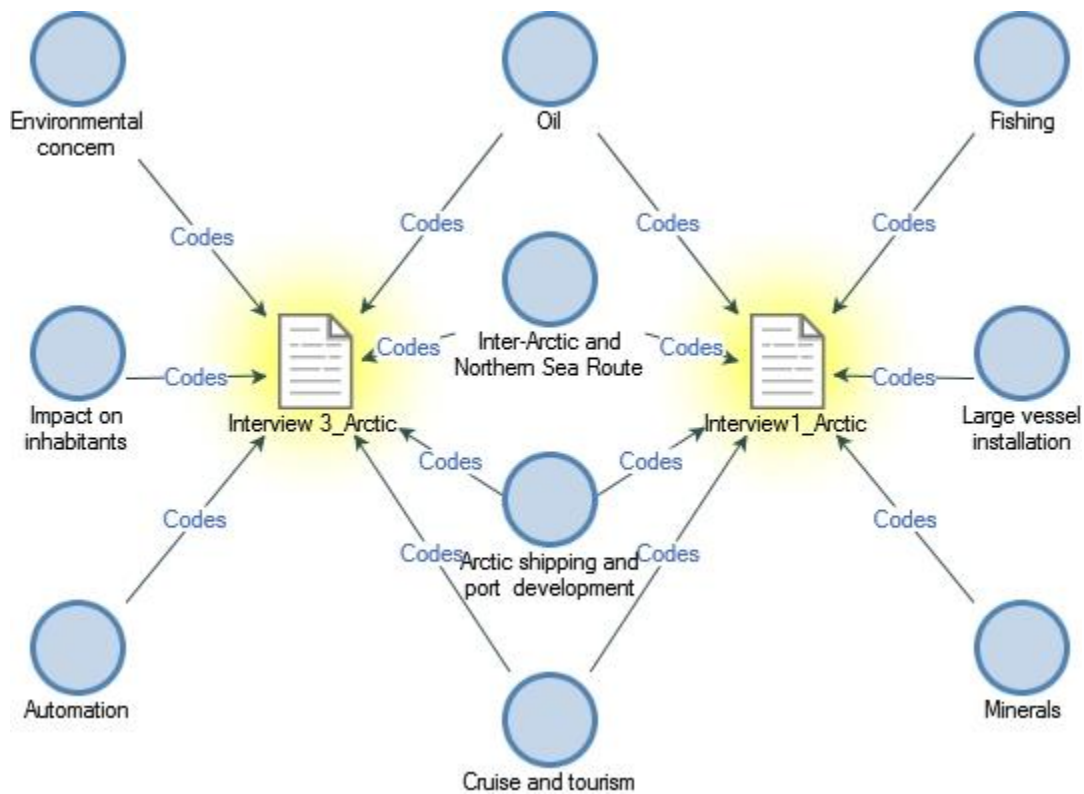 Environmental
concern
Oil
Fishing
Codes
Codes
Codes
Codes
Codes
Codes
Inter-Arctic and
Northern Sea Route
Codes
Codes
Impact on
inhabitants
Interview 3_Arctic
Interview1_Arctic
Large vessel
installation
Codes
Codes
Codes
Codes
Codes
Codes
Arctic shipping and
port  development
Automation
Minerals
Cruise and tourism